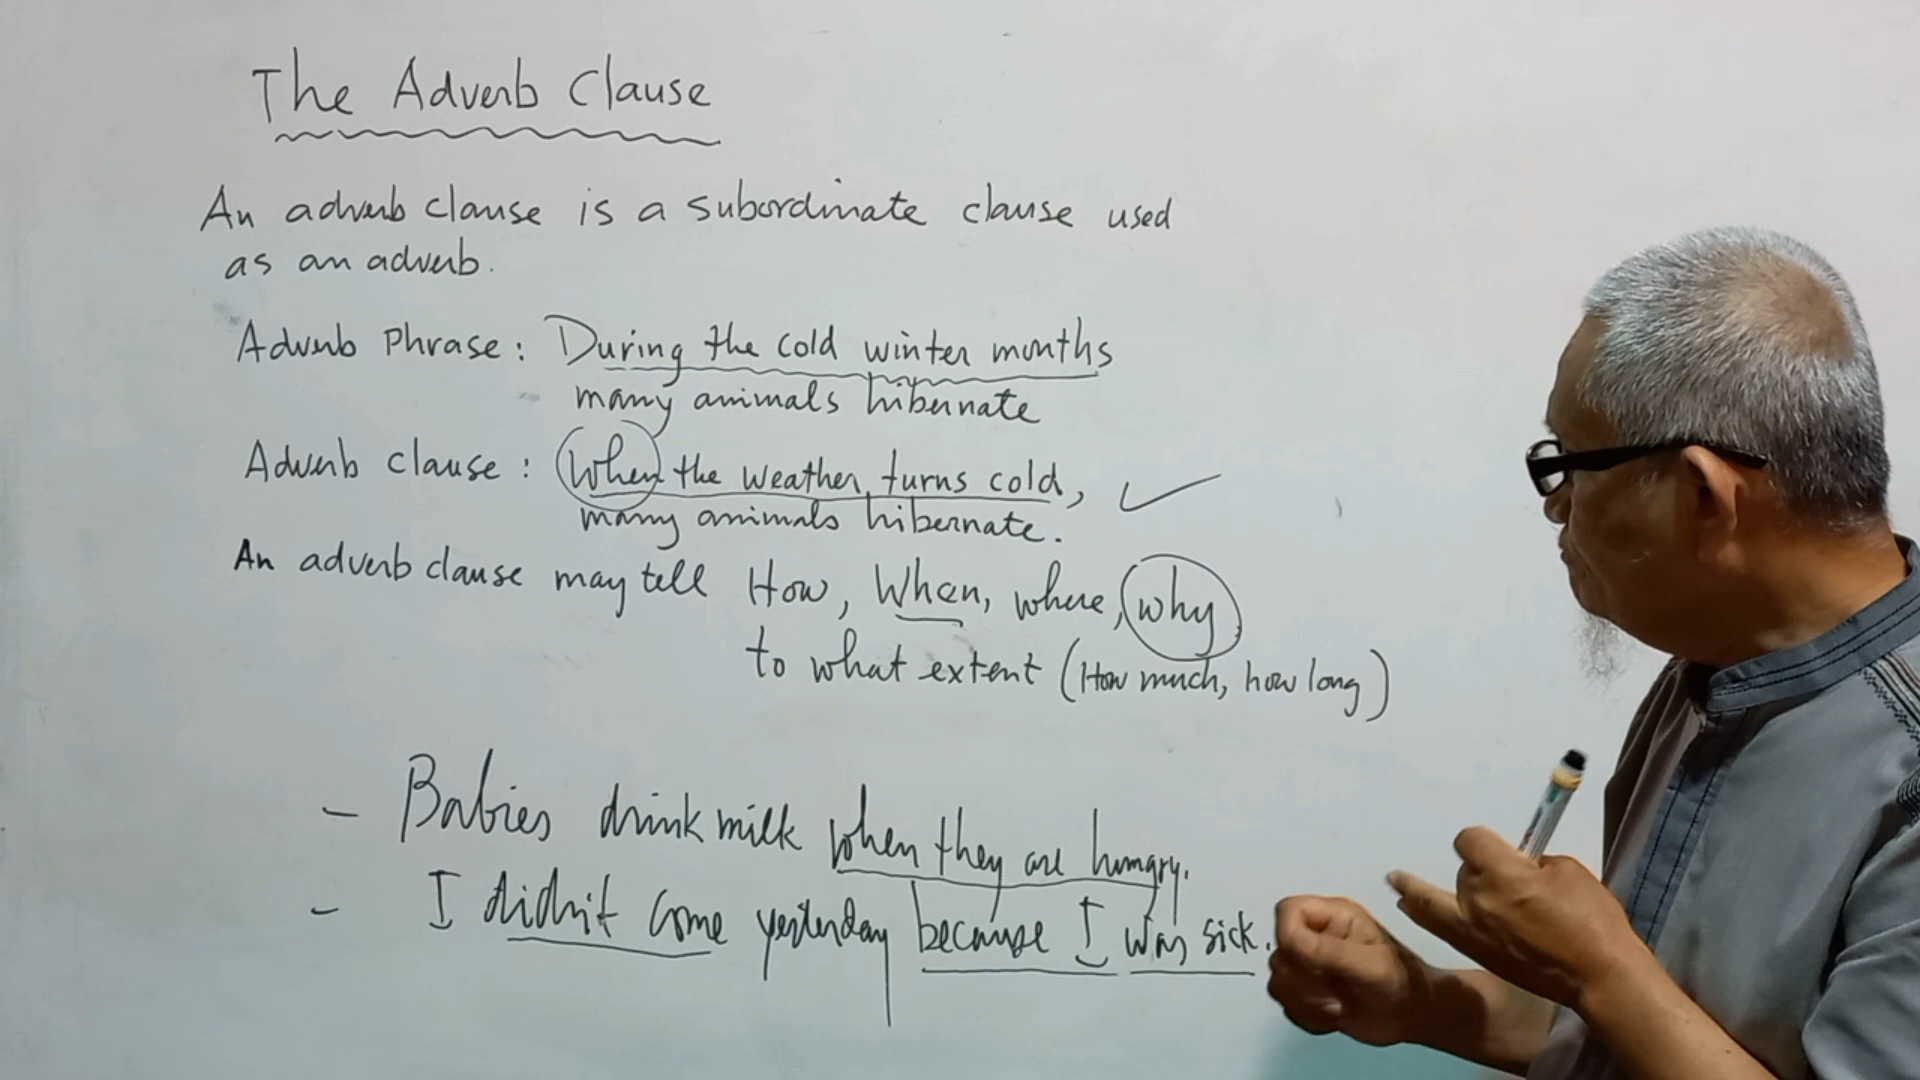 The Adverb Clause
An adverb clause is a subordinate clause used
as an adverb.
Adverb Phrase: During the cold winter months
many animals hibernate
Adverb clause: When the weather turns cold,
many animals hibernate.
An adverb clause may tell How, When, where, why
to what extent (How much, how long)
- Babies drink milk when they are hungry.
- I didn't come yesterday because I was sick.